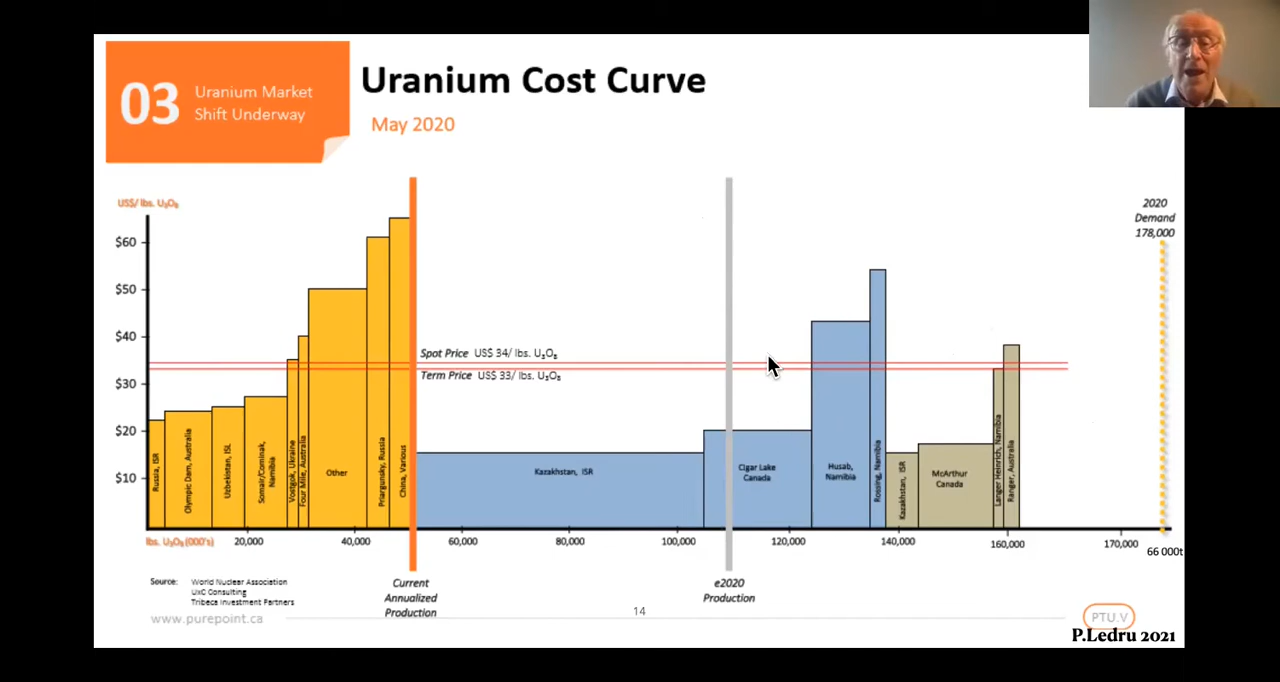 03
Uranium Market
Shift Underway
Uranium Cost Curve
May 2020
US$/ lbs. U₃O₈
$60
$50
$40
$30
$20
$10
2020
Demand
178,000
Spot Price US$ 34/ lbs. U₃O₈
Term Price US$ 33/ lbs. U₃O₈
Russia, ISR
Olympic Dam, Australia
Uzbekistan, ISL
Somair/Cominak,
Namibia
Vostgok, Ukraine
Four Mile, Australia
Other
Priargunsky, Russia
China, Various
Kazakhstan, ISR
Cigar Lake
Canada
Husab,
Namibia
Rossing, Namibia
Kazakhstan, ISR
McArthur
Canada
Langer Heinrich, Namibia
Ranger, Australia
lbs. U₃O₈ (000's)
20,000
40,000
60,000
80,000
100,000
120,000
140,000
160,000
170,000
66 000t
Source:
World Nuclear Association
UxC Consulting
Tribeca Investment Partners
Current
Annualized
Production
e2020
Production
www.purepoint.ca
14
PTU.V
P.Ledru 2021